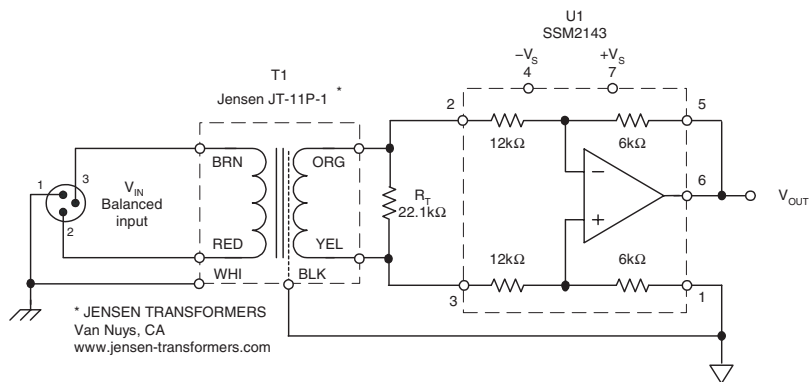 U1
SSM2143
−VS
4
+VS
7
T1
Jensen JT-11P-1 *
2
5
12kΩ
6kΩ
BRN
ORG
1
3
2
VIN
Balanced
input
RT
22.1kΩ
−
+
6
VOUT
RED
YEL
12kΩ
6kΩ
WHI
BLK
3
1
* JENSEN TRANSFORMERS
Van Nuys, CA
www.jensen-transformers.com